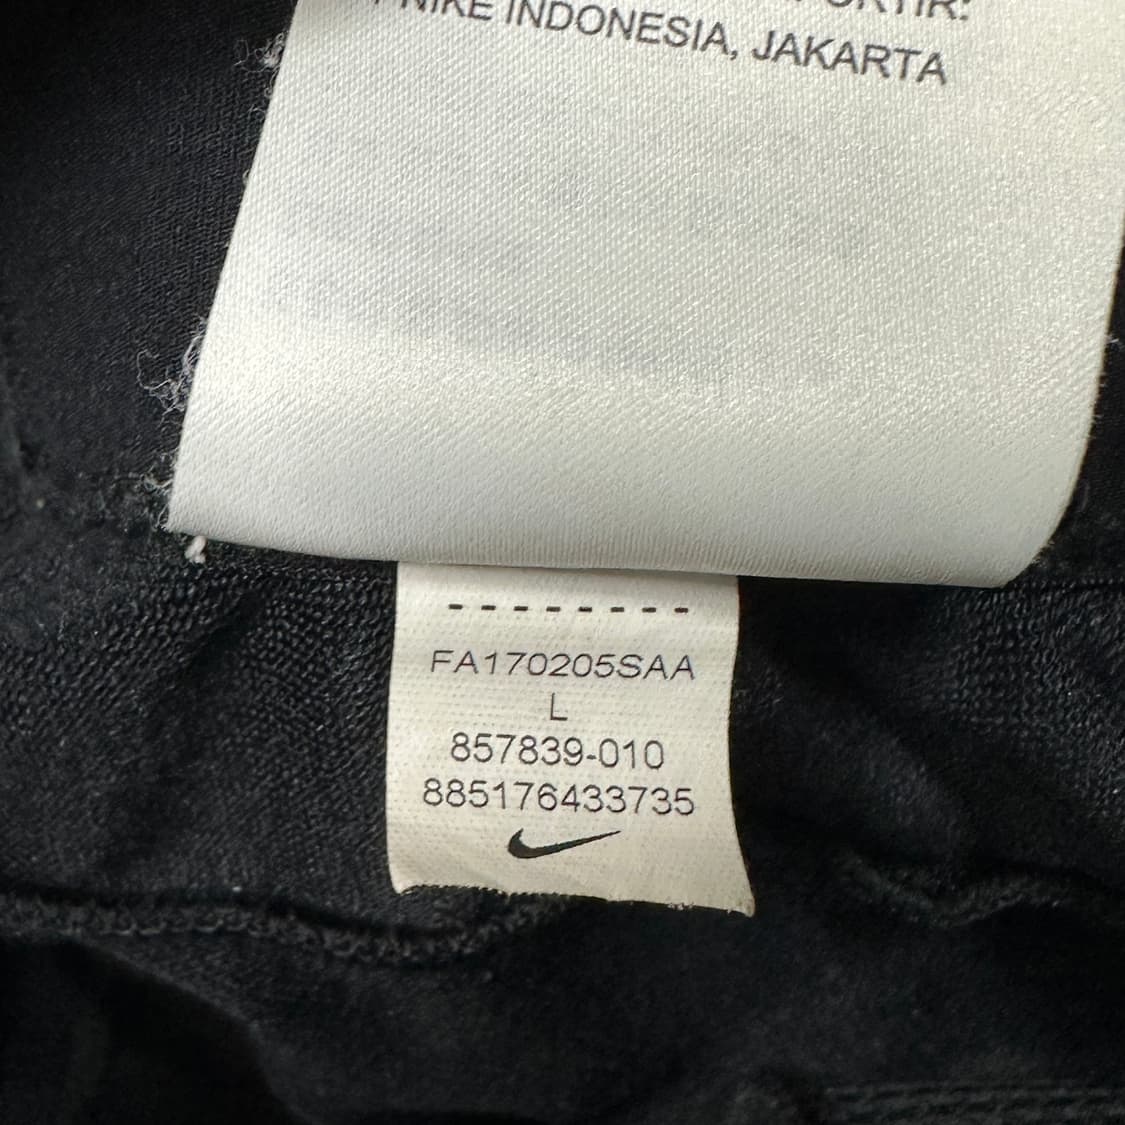 NIKE INDONESIA, JAKARTA
FA170205SAA
L
857839-010
885176433735